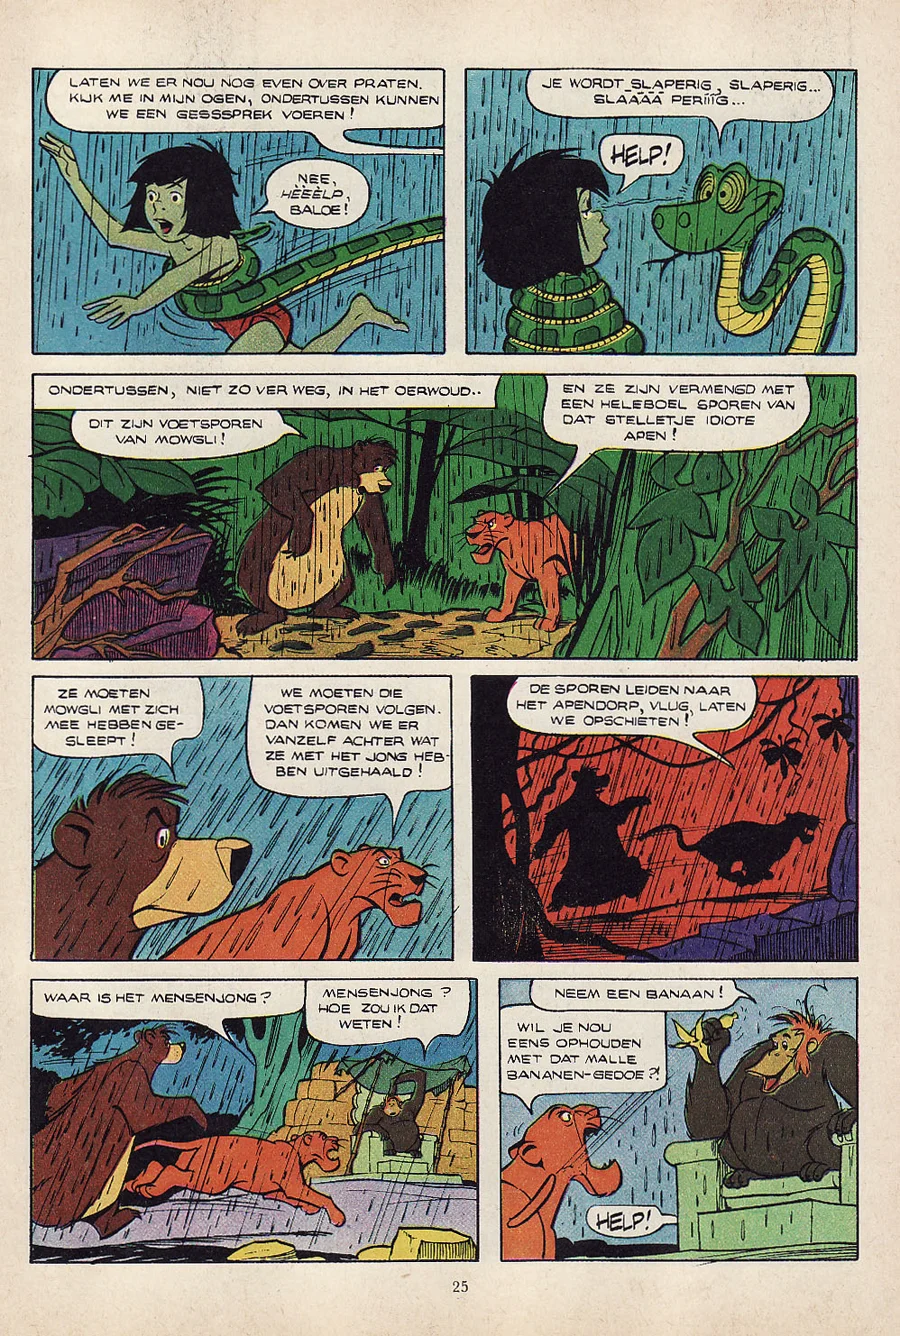 LATEN WE ER NOU NOG EVEN OVER PRATEN.
KIJK ME IN MIJN OGEN, ONDERTUSSEN KUNNEN
WE EEN GESSSPREK VOEREN!
NEE,
HÈÈÈLP,
BALOE!
JE WORDT SLAPERIG, SLAPERIG...
SLAÄÄÄ PERÏÏÏG...
HELP!
ONDERTUSSEN, NIET ZO VER WEG, IN HET OERWOUD..
DIT ZIJN VOETSPOREN
VAN MOWGLI!
EN ZE ZIJN VERMENGD MET
EEN HELEBOEL SPOREN VAN
DAT STELLETJE IDIOTE
APEN!
ZE MOETEN
MOWGLI MET ZICH
MEE HEBBEN GE-
SLEEPT!
WE MOETEN DIE
VOETSPOREN VOLGEN.
DAN KOMEN WE ER
VANZELF ACHTER WAT
ZE MET HET JONG HEB-
BEN UITGEHAALD!
DE SPOREN LEIDEN NAAR
HET APENDORP, VLUG, LATEN
WE OPSCHIETEN!
WAAR IS HET MENSENJONG?
MENSENJONG?
HOE ZOU IK DAT
WETEN!
NEEM EEN BANAAN!
WIL JE NOU
EENS OPHOUDEN
MET DAT MALLE
BANANEN-GEDOE?!
HELP!
25